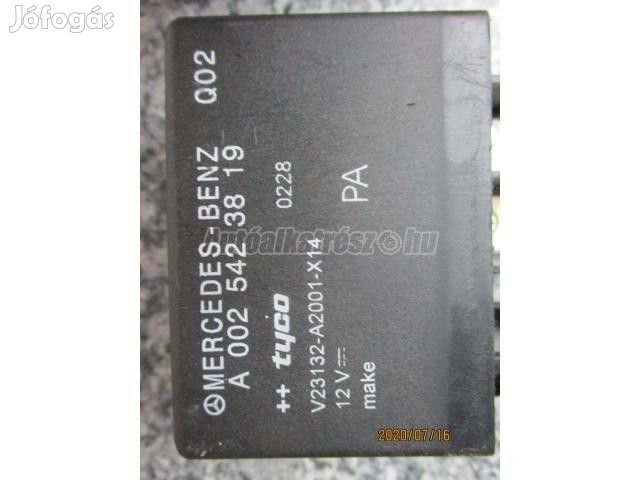 Jófogás
MERCEDES-BENZ Q02
A 002 542 38 19
++ tyco 0228
V23132-A2001-X14
12 V PA
make
Autóalkatrész.hu
2020/07/16